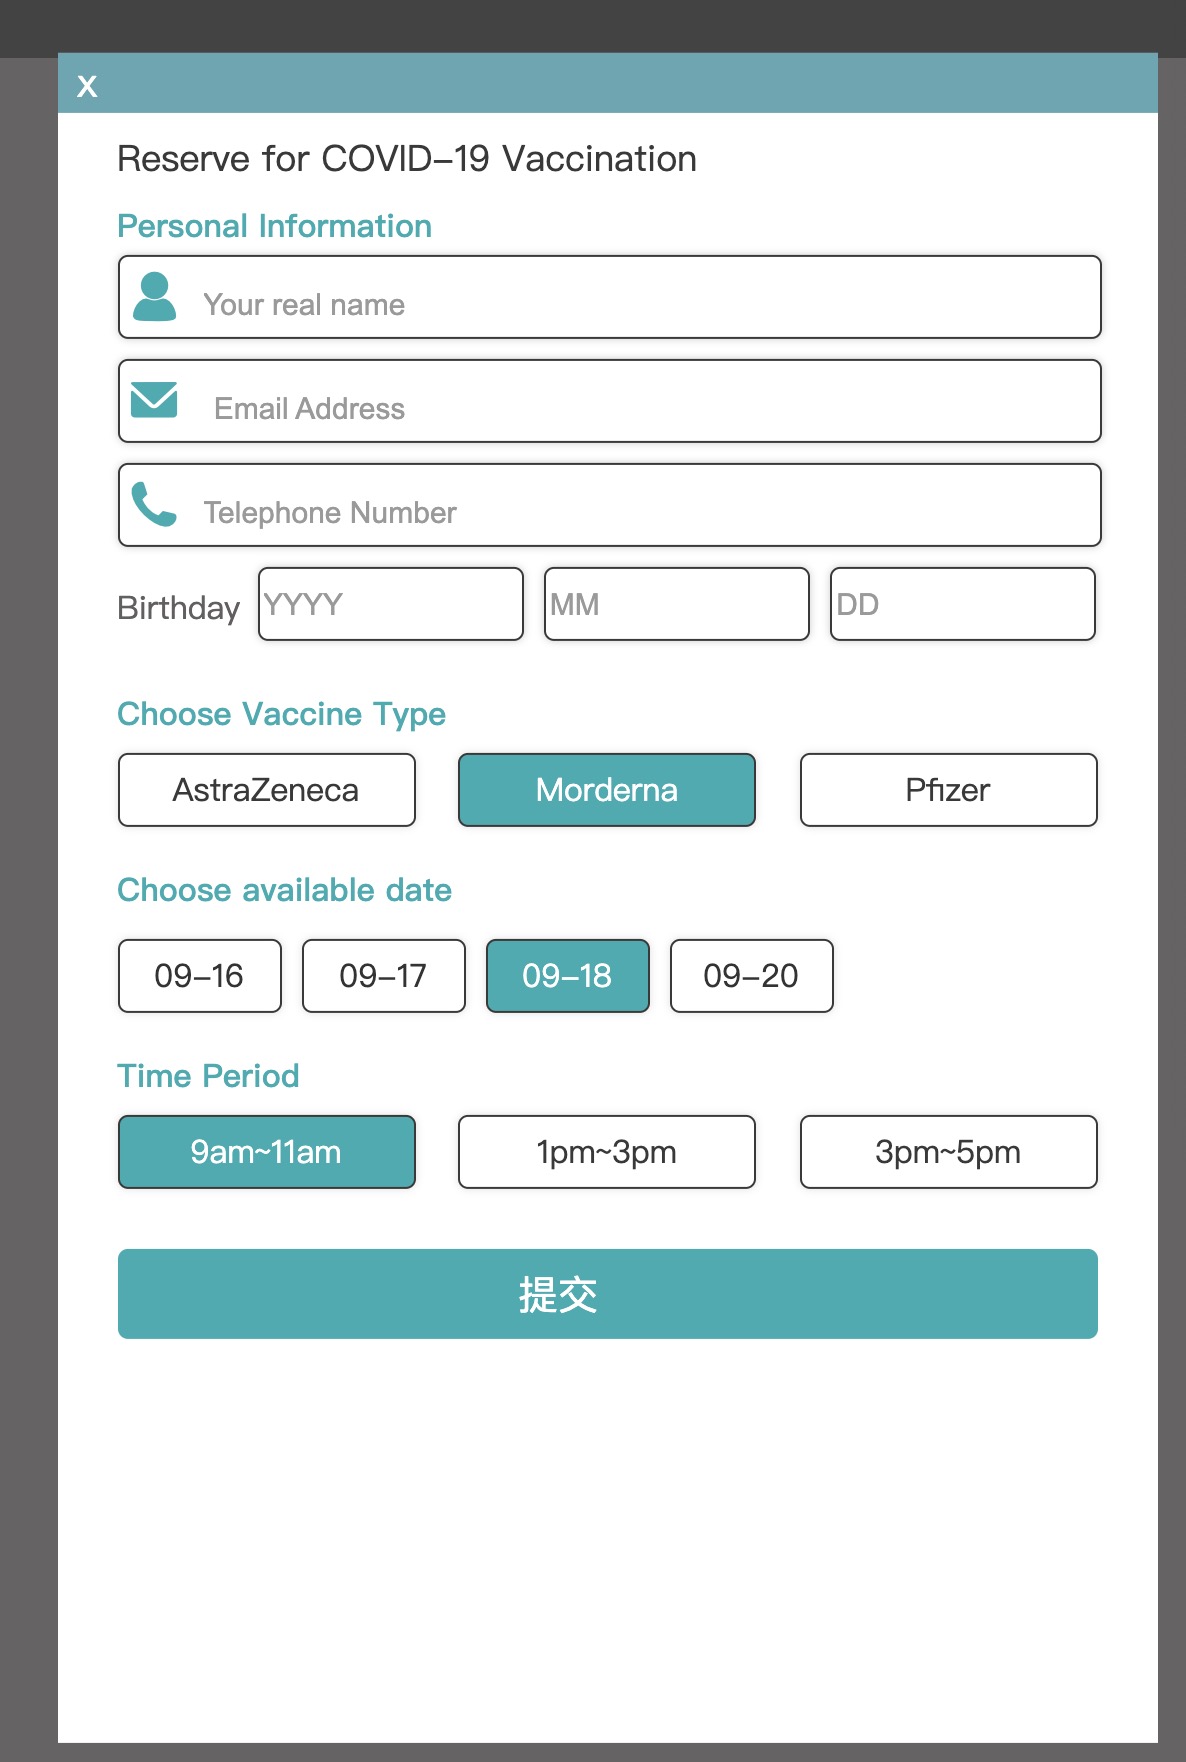 X
Reserve for COVID–19 Vaccination
Personal Information
Your real name
Email Address
Telephone Number
Birthday YYYY MM DD
Choose Vaccine Type
AstraZeneca Morderna Pfizer
Choose available date
09–16 09–17 09–18 09–20
Time Period
9am~11am 1pm~3pm 3pm~5pm
提交